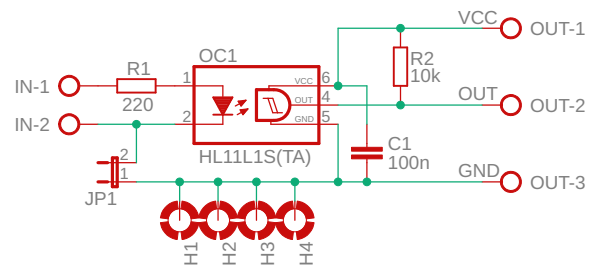 VCC
OUT-1
OC1
R1
R2
10k
IN-1
1
VCC
6
220
OUT
4
OUT
OUT-2
IN-2
2
GND
5
HL11L1S(TA)
C1
100n
2
1
GND
OUT-3
JP1
H1
H2
H3
H4